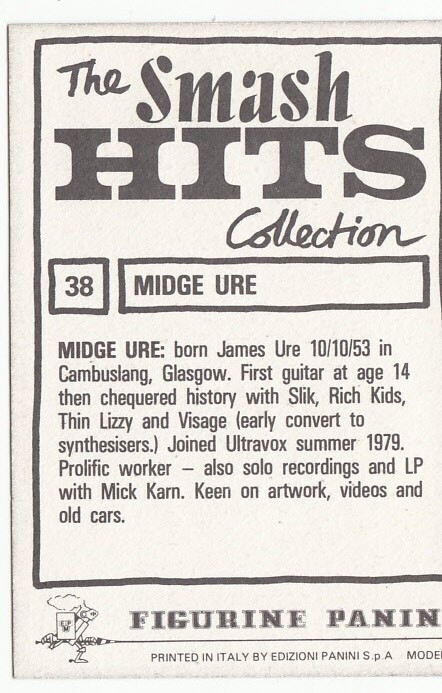 The Smash
HITS
Collection
38 MIDGE URE
MIDGE URE: born James Ure 10/10/53 in
Cambuslang, Glasgow. First guitar at age 14
then chequered history with Slik, Rich Kids,
Thin Lizzy and Visage (early convert to
synthesisers.) Joined Ultravox summer 1979.
Prolific worker – also solo recordings and LP
with Mick Karn. Keen on artwork, videos and
old cars.
FIGURINE PANIN
PRINTED IN ITALY BY EDIZIONI PANINI S.p.A MODE